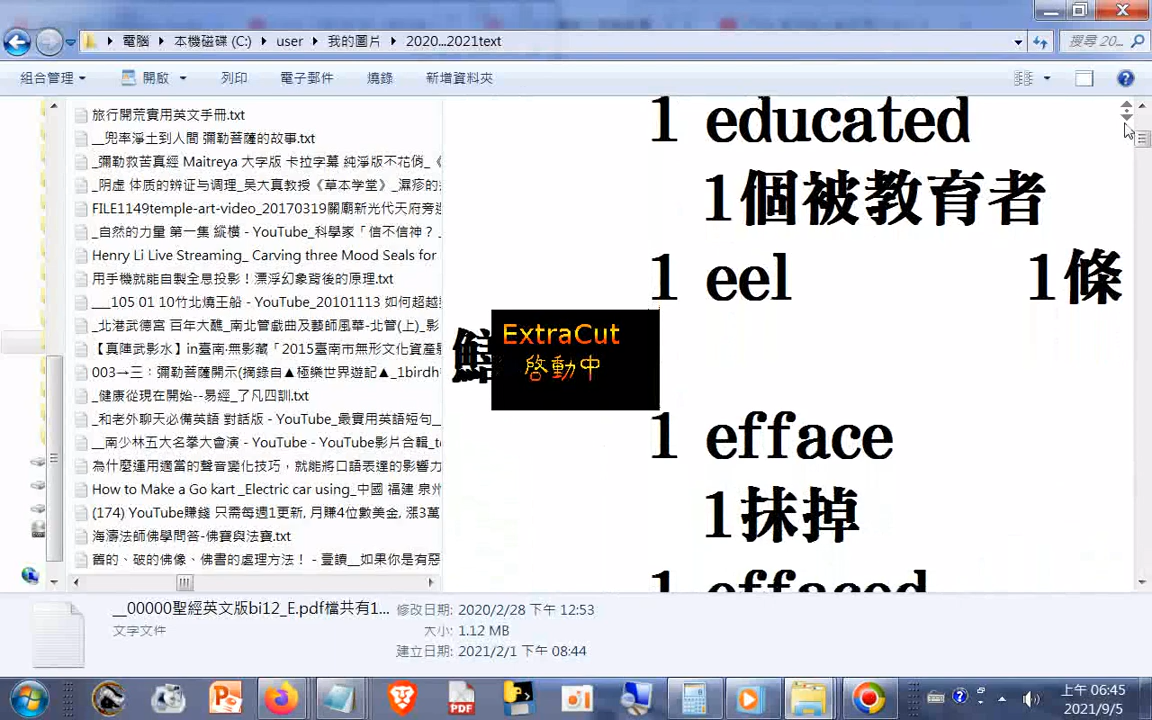 電腦 ▸ 本機磁碟 (C:) ▸ user ▸ 我的圖片 ▸ 2020...2021text
搜尋 20...
組合管理 開啟 列印 電子郵件 燒錄 新增資料夾
旅行開荒實用英文手冊.txt
__兜率淨土到人間 彌勒菩薩的故事.txt
_彌勒救苦真經 Maitreya 大字版 卡拉字幕 純淨版不花俏_《
_阴虚 体质的辨证与调理_吴大真教授《草本学堂》_濕疹的
FILE1149temple-art-video_20170319關廟新光代天府旁邊
_自然的力量 第一集 縱橫 - YouTube_科學家「信不信神？」
Henry Li Live Streaming_ Carving three Mood Seals for
用手機就能自製全息投影！漂浮幻象背後的原理.txt
___105 01 10竹北燒王船 - YouTube_20101113 如何超越
_北港武德宮 百年大醮_南北管戲曲及藝師風華-北管(上)_影
【真陣武影水】in臺南·無影藏「2015臺南市無形文化資產
003→三：彌勒菩薩開示(摘錄自▲極樂世界遊記▲_1birdh
_健康從現在開始--易經_了凡四訓.txt
_和老外聊天必備英語 對話版 - YouTube_最實用英語短句_
__南少林五大名拳大會演 - YouTube - YouTube影片合輯_t
為什麼運用適當的聲音變化技巧，就能將口語表達的影響力
How to Make a Go kart _Electric car using_中國 福建 泉州
(174) YouTube賺錢 只需每週1更新, 月賺4位數美金, 漲3萬
海濤法師佛學問答-佛寶與法寶.txt
舊的、破的佛像、佛書的處理方法！ - 臺讀__如果你是有惡
1 educated
1個被教育者
1 eel 1條
鱔
ExtraCut
啟動中
1 efface
1抹掉
1 effaced
__00000聖經英文版bi12_E.pdf檔共有1... 修改日期: 2020/2/28 下午 12:53
文字文件 大小: 1.12 MB
建立日期: 2021/2/1 下午 08:44
上午 06:45
2021/9/5